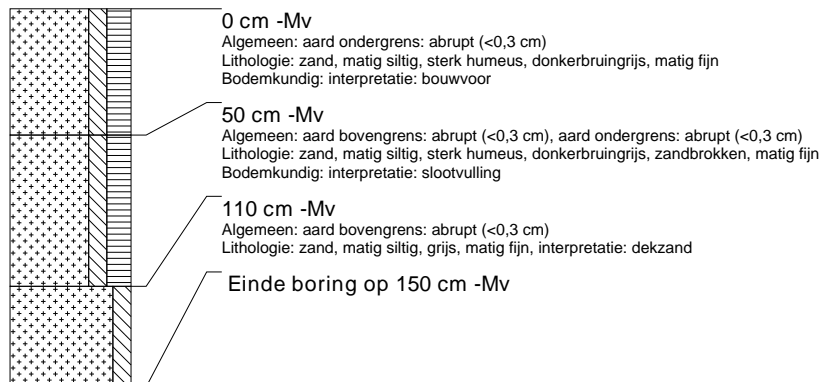 0 cm -Mv
Algemeen: aard ondergrens: abrupt (<0,3 cm)
Lithologie: zand, matig siltig, sterk humeus, donkerbruingrijs, matig fijn
Bodemkundig: interpretatie: bouwvoor
50 cm -Mv
Algemeen: aard bovengrens: abrupt (<0,3 cm), aard ondergrens: abrupt (<0,3 cm)
Lithologie: zand, matig siltig, sterk humeus, donkerbruingrijs, zandbrokken, matig fijn
Bodemkundig: interpretatie: slootvulling
110 cm -Mv
Algemeen: aard bovengrens: abrupt (<0,3 cm)
Lithologie: zand, matig siltig, grijs, matig fijn, interpretatie: dekzand
Einde boring op 150 cm -Mv